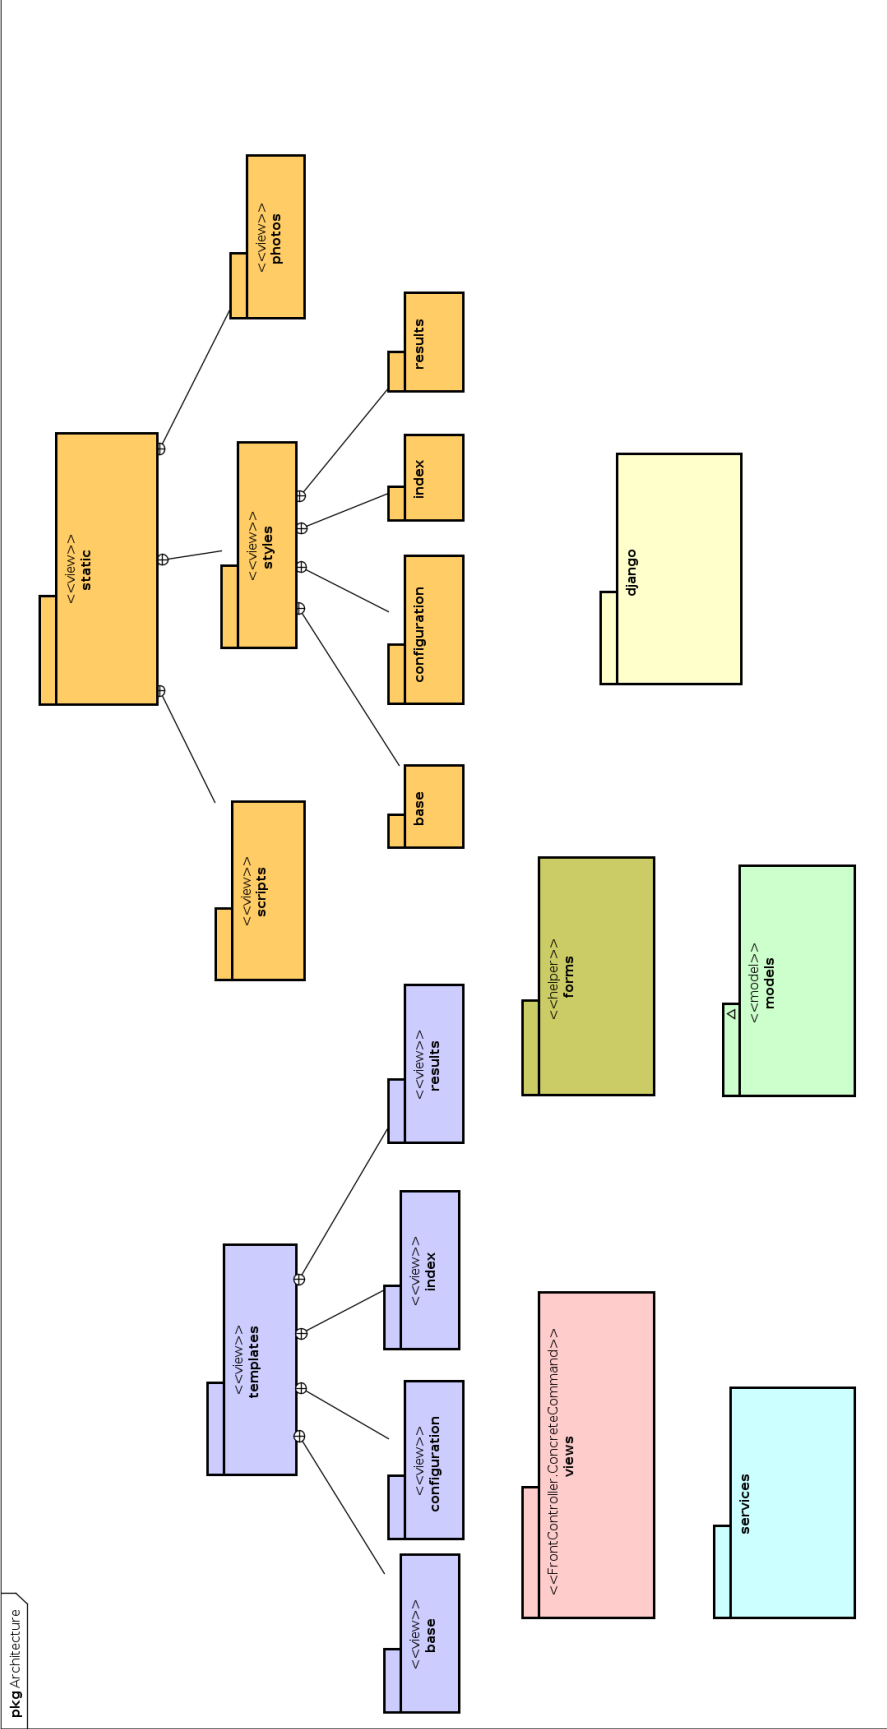 pkg Architecture
<<view>>
static
<<view>>
templates
<<view>>
scripts
<<view>>
styles
<<view>>
photos
<<view>>
base
<<view>>
configuration
<<view>>
index
<<view>>
results
base
configuration
index
results
<<FrontController.ConcreteCommand>>
views
<<helper>>
forms
django
services
<<model>>
models